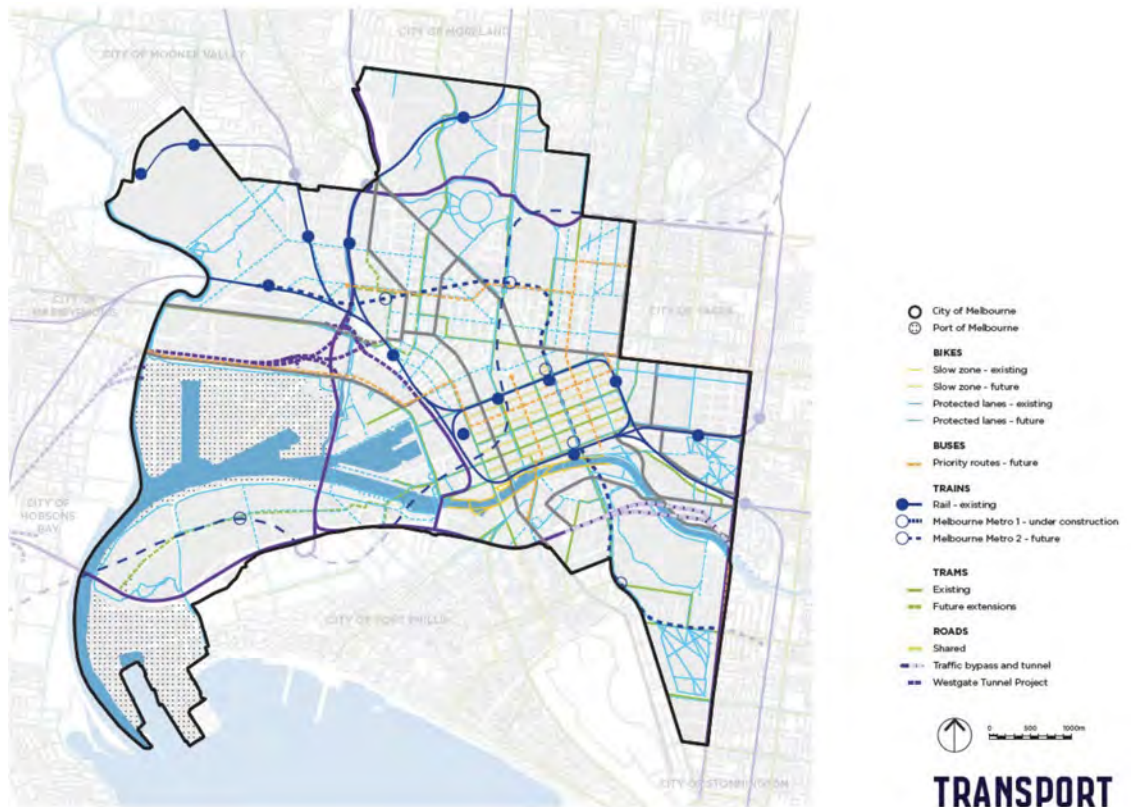 CITY OF MORELAND
CITY OF MOONEE VALLEY
CITY OF YARRA
CITY OF
CITY OF
HOBSONS
BAY
CITY OF PORT PHILLIP
CITY OF STONNINGTON
City of Melbourne
Port of Melbourne
BIKES
Slow zone - existing
Slow zone - future
Protected lanes - existing
Protected lanes - future
BUSES
Priority routes - future
TRAINS
Rail - existing
Melbourne Metro 1 - under construction
Melbourne Metro 2 - future
TRAMS
Existing
Future extensions
ROADS
Shared
Traffic bypass and tunnel
Westgate Tunnel Project
0 500 1000m
TRANSPORT